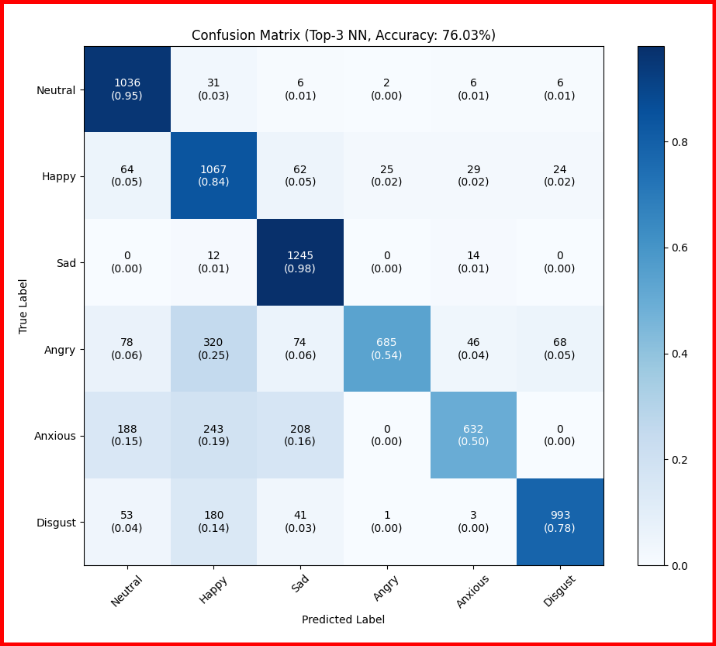 Confusion Matrix (Top-3 NN, Accuracy: 76.03%)
True Label
Neutral
1036 31 6 2 6 6
(0.95) (0.03) (0.01) (0.00) (0.01) (0.01)
Happy
64 1067 62 25 29 24
(0.05) (0.84) (0.05) (0.02) (0.02) (0.02)
Sad
0 12 1245 0 14 0
(0.00) (0.01) (0.98) (0.00) (0.01) (0.00)
Angry
78 320 74 685 46 68
(0.06) (0.25) (0.06) (0.54) (0.04) (0.05)
Anxious
188 243 208 0 632 0
(0.15) (0.19) (0.16) (0.00) (0.50) (0.00)
Disgust
53 180 41 1 3 993
(0.04) (0.14) (0.03) (0.00) (0.00) (0.78)
Neutral Happy Sad Angry Anxious Disgust
Predicted Label
0.8
0.6
0.4
0.2
0.0